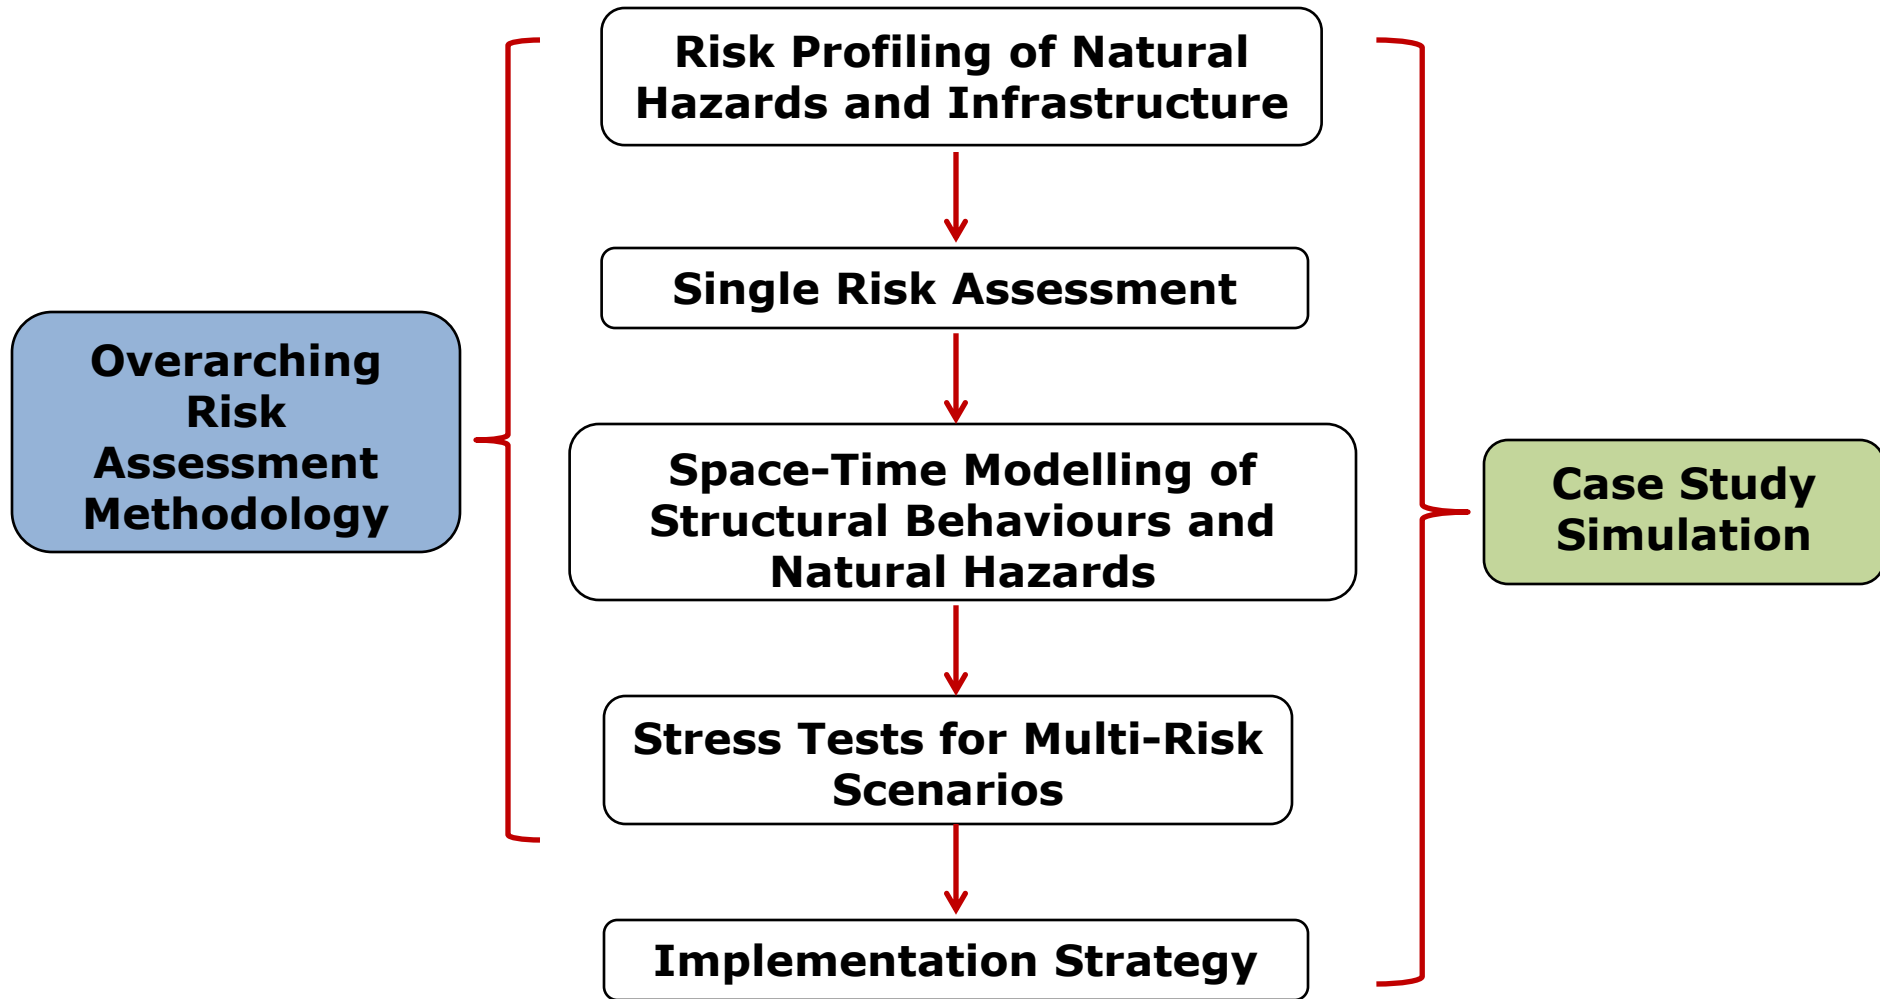 Risk Profiling of Natural
Hazards and Infrastructure
Single Risk Assessment
Overarching
Risk
Assessment
Methodology
Space-Time Modelling of
Structural Behaviours and
Natural Hazards
Case Study
Simulation
Stress Tests for Multi-Risk
Scenarios
Implementation Strategy